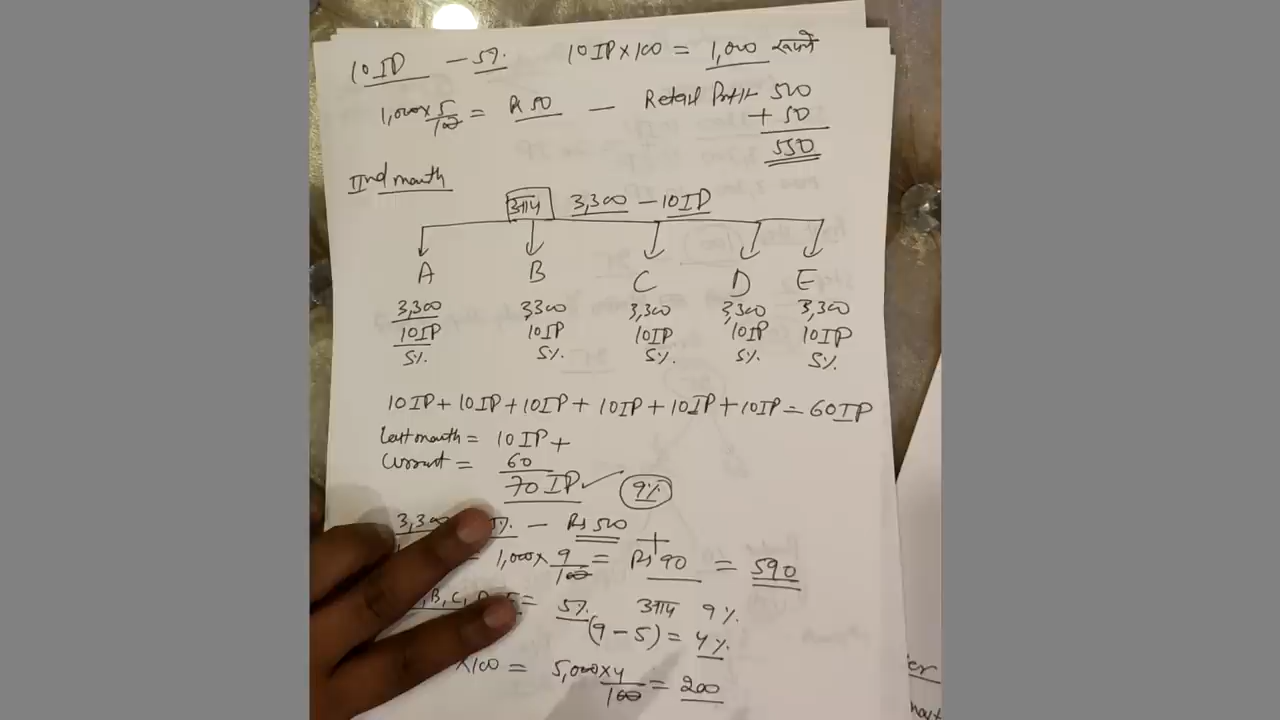 10 IP - 5% 10 IP x 100 = 1,000 रुपये
1,000 x 5/100 = Rs 50 - Retail Profit 500
+ 50
550
IInd month
आप 3,300 - 10 IP
A B C D E
3,300 3,300 3,300 3,300 3,300
10 IP 10 IP 10 IP 10 IP 10 IP
5% 5% 5% 5% 5%
10 IP + 10 IP + 10 IP + 10 IP + 10 IP + 10 IP = 60 IP
Last month = 10 IP +
Current = 60
70 IP ✓ 9%
3,300 - Rs 500
+
= 1,000 x 9/100 = Rs 90 = 590
B, C, D, E = 5% आप 9%
(9 - 5) = 4%
x 100 = 5,000 x 4/100 = 200